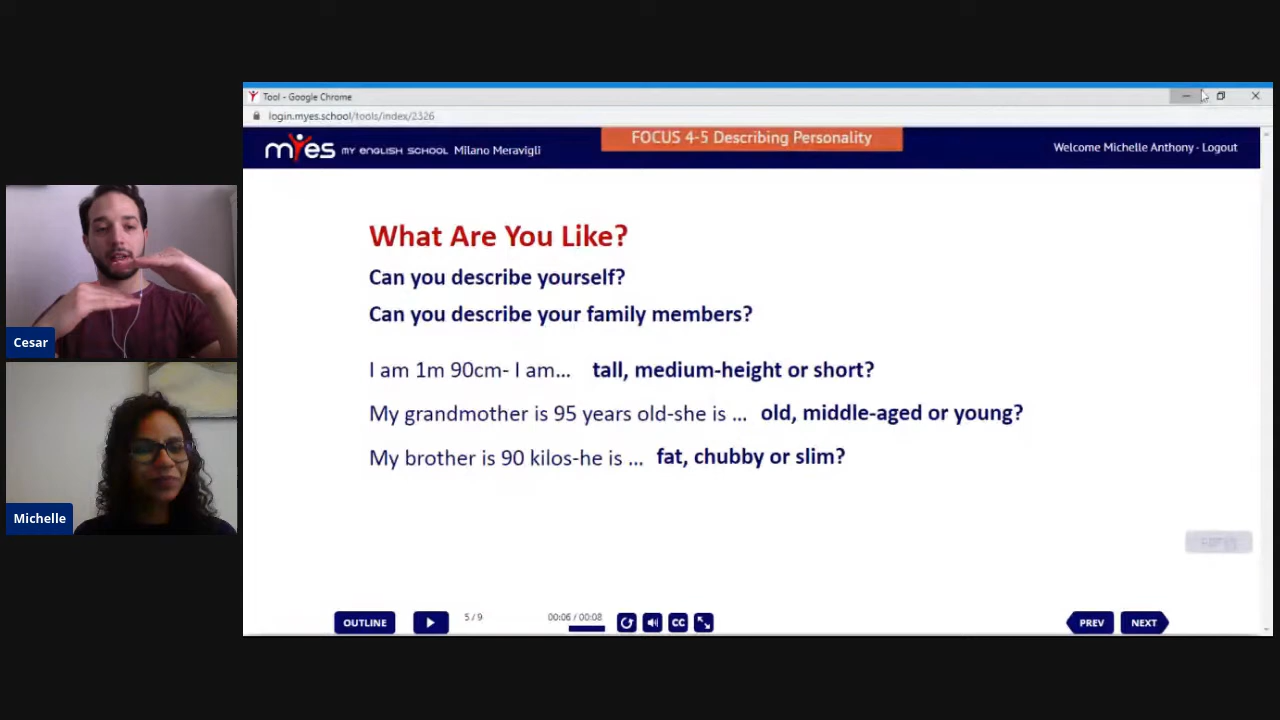 Tool - Google Chrome
login.myes.school/tools/index/2326
myes MY ENGLISH SCHOOL Milano Meravigli
FOCUS 4-5 Describing Personality
Welcome Michelle Anthony - Logout
What Are You Like?
Can you describe yourself?
Can you describe your family members?
I am 1m 90cm- I am... tall, medium-height or short?
My grandmother is 95 years old-she is ... old, middle-aged or young?
My brother is 90 kilos-he is ... fat, chubby or slim?
Cesar
Michelle
OUTLINE
5 / 9
00:06 / 00:08
CC
PREV
NEXT